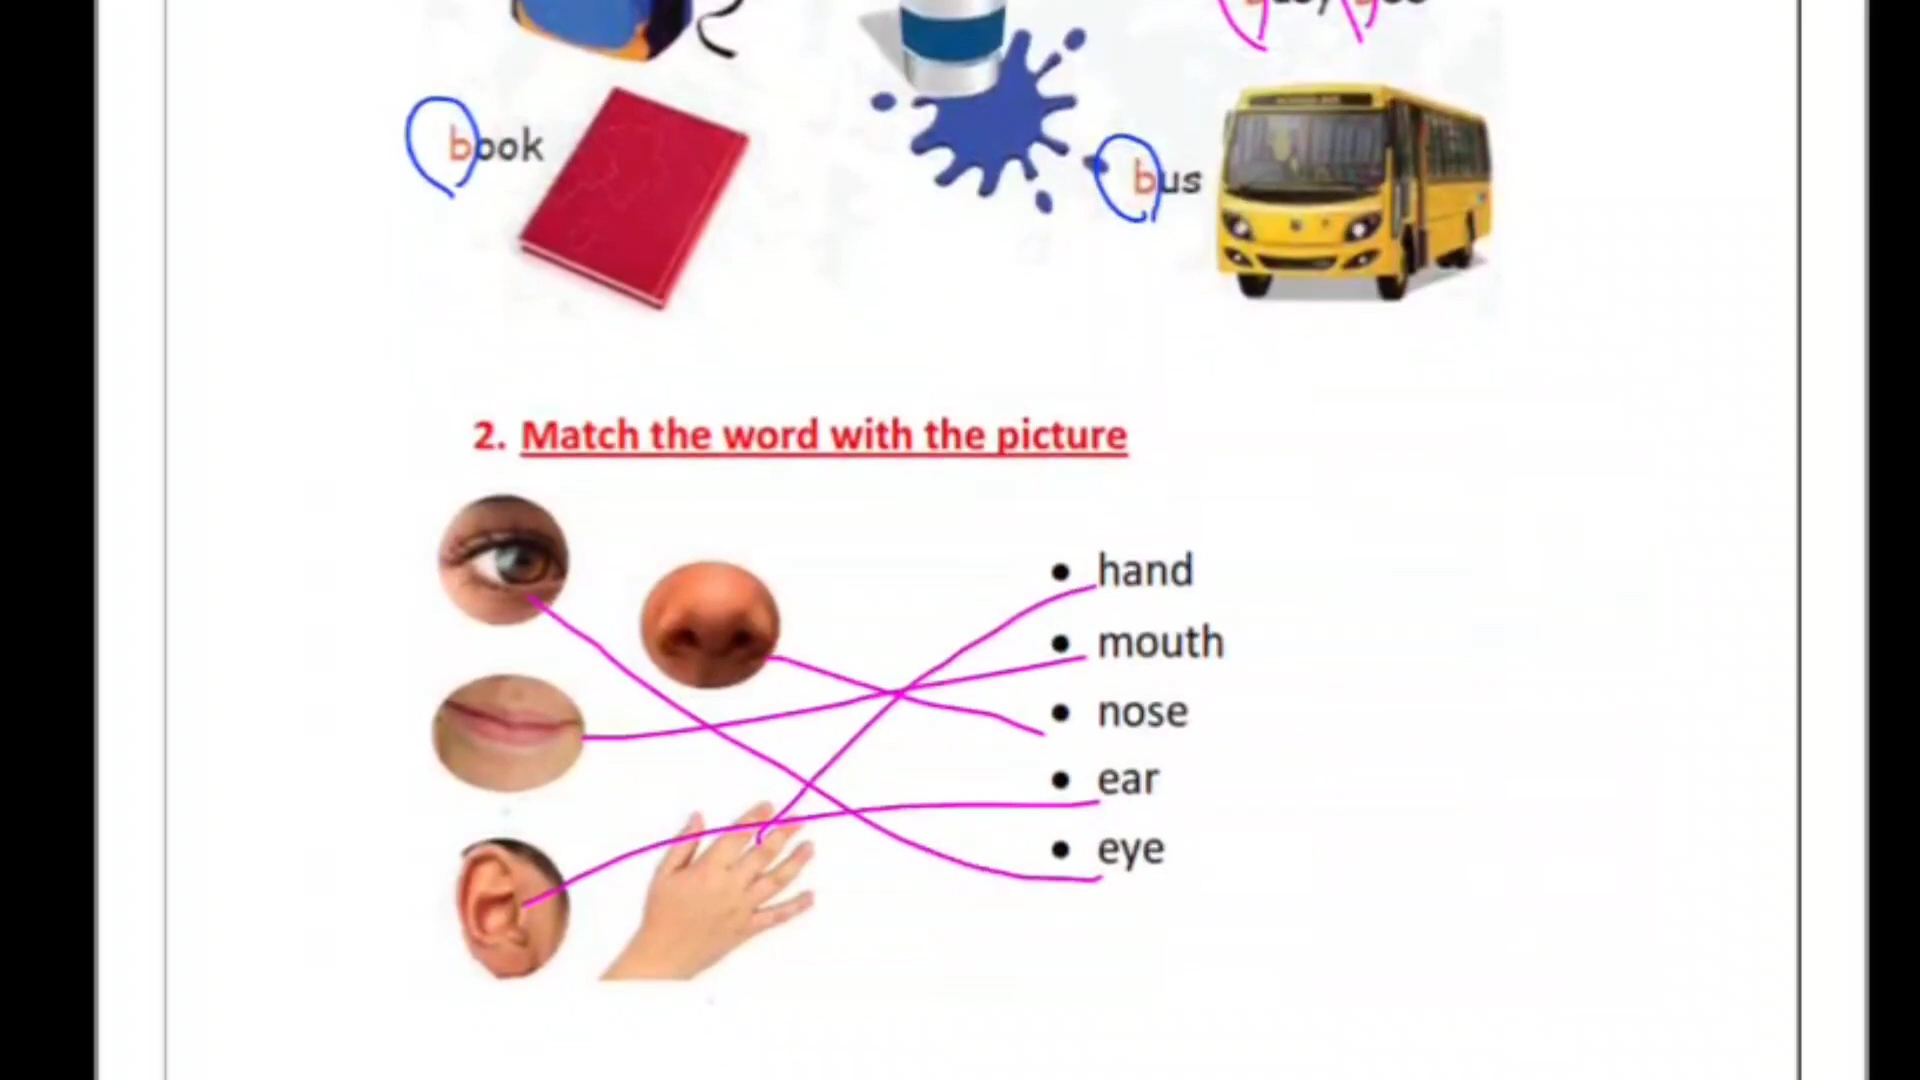 book
bus
2. Match the word with the picture
• hand
• mouth
• nose
• ear
• eye